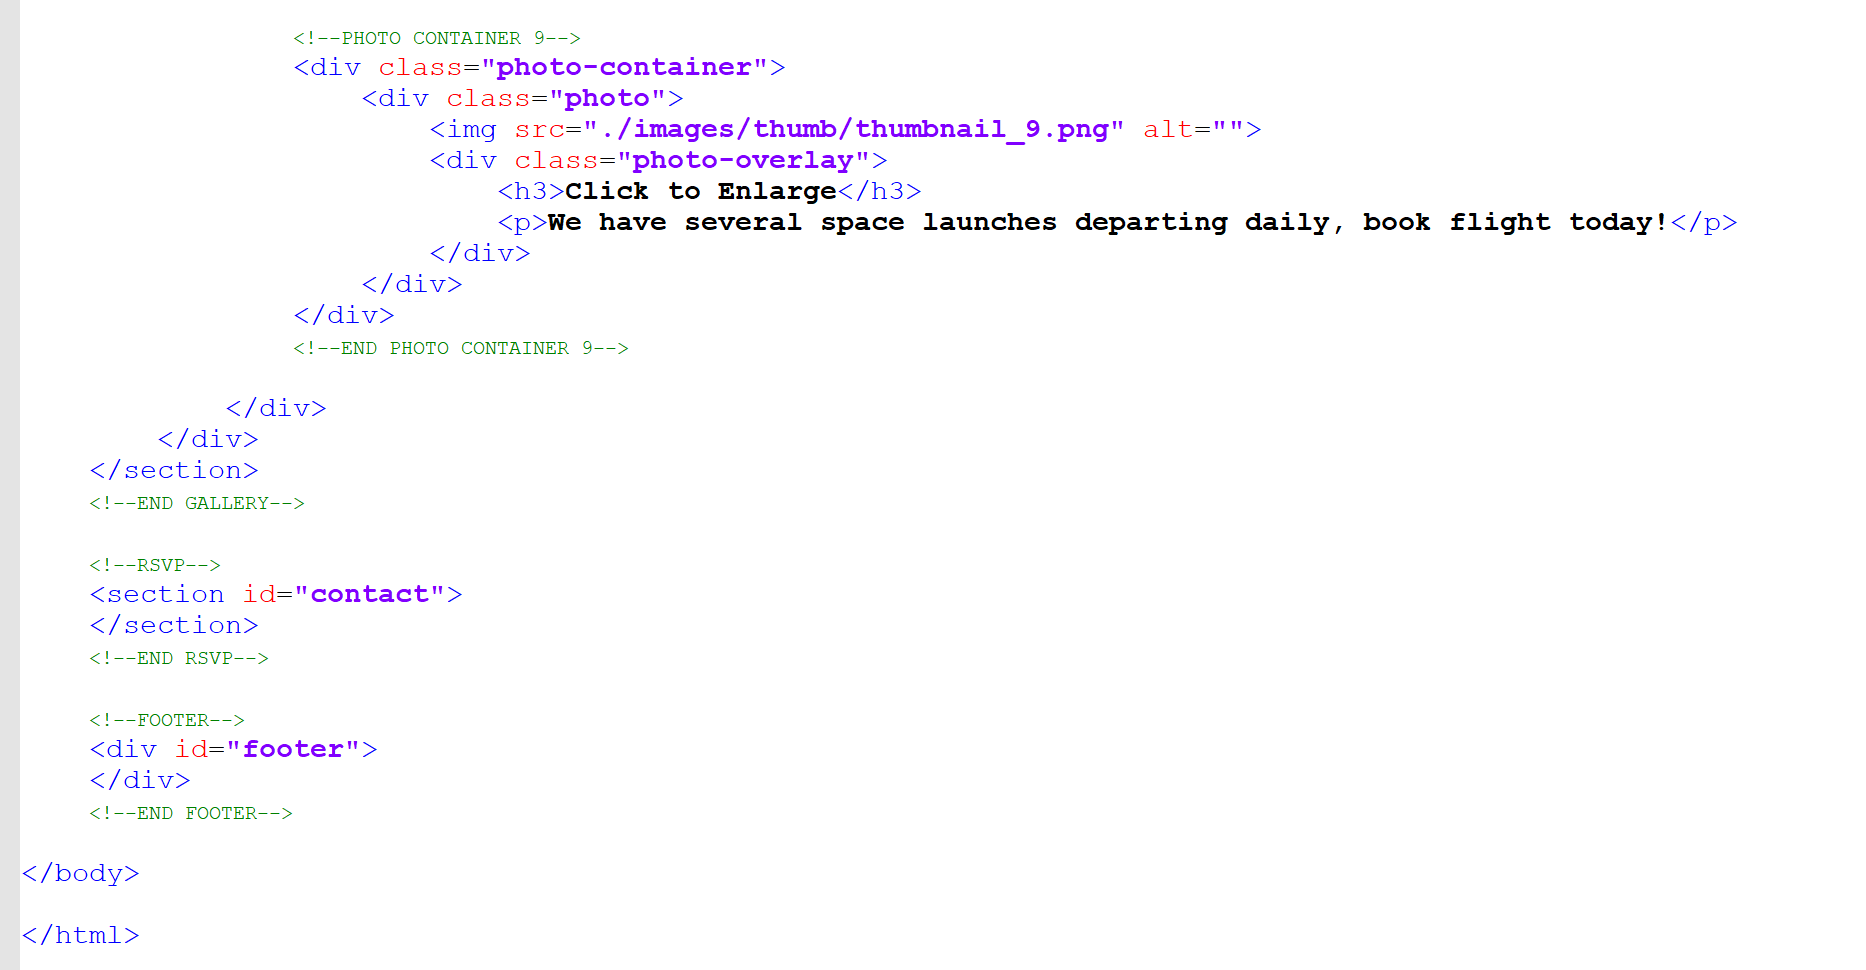 <!--PHOTO CONTAINER 9-->
<div class="photo-container">
<div class="photo">
<img src="./images/thumb/thumbnail_9.png" alt="">
<div class="photo-overlay">
<h3>Click to Enlarge</h3>
<p>We have several space launches departing daily, book flight today!</p>
</div>
</div>
</div>
<!--END PHOTO CONTAINER 9-->
</div>
</div>
</section>
<!--END GALLERY-->
<!--RSVP-->
<section id="contact">
</section>
<!--END RSVP-->
<!--FOOTER-->
<div id="footer">
</div>
<!--END FOOTER-->
</body>
</html>